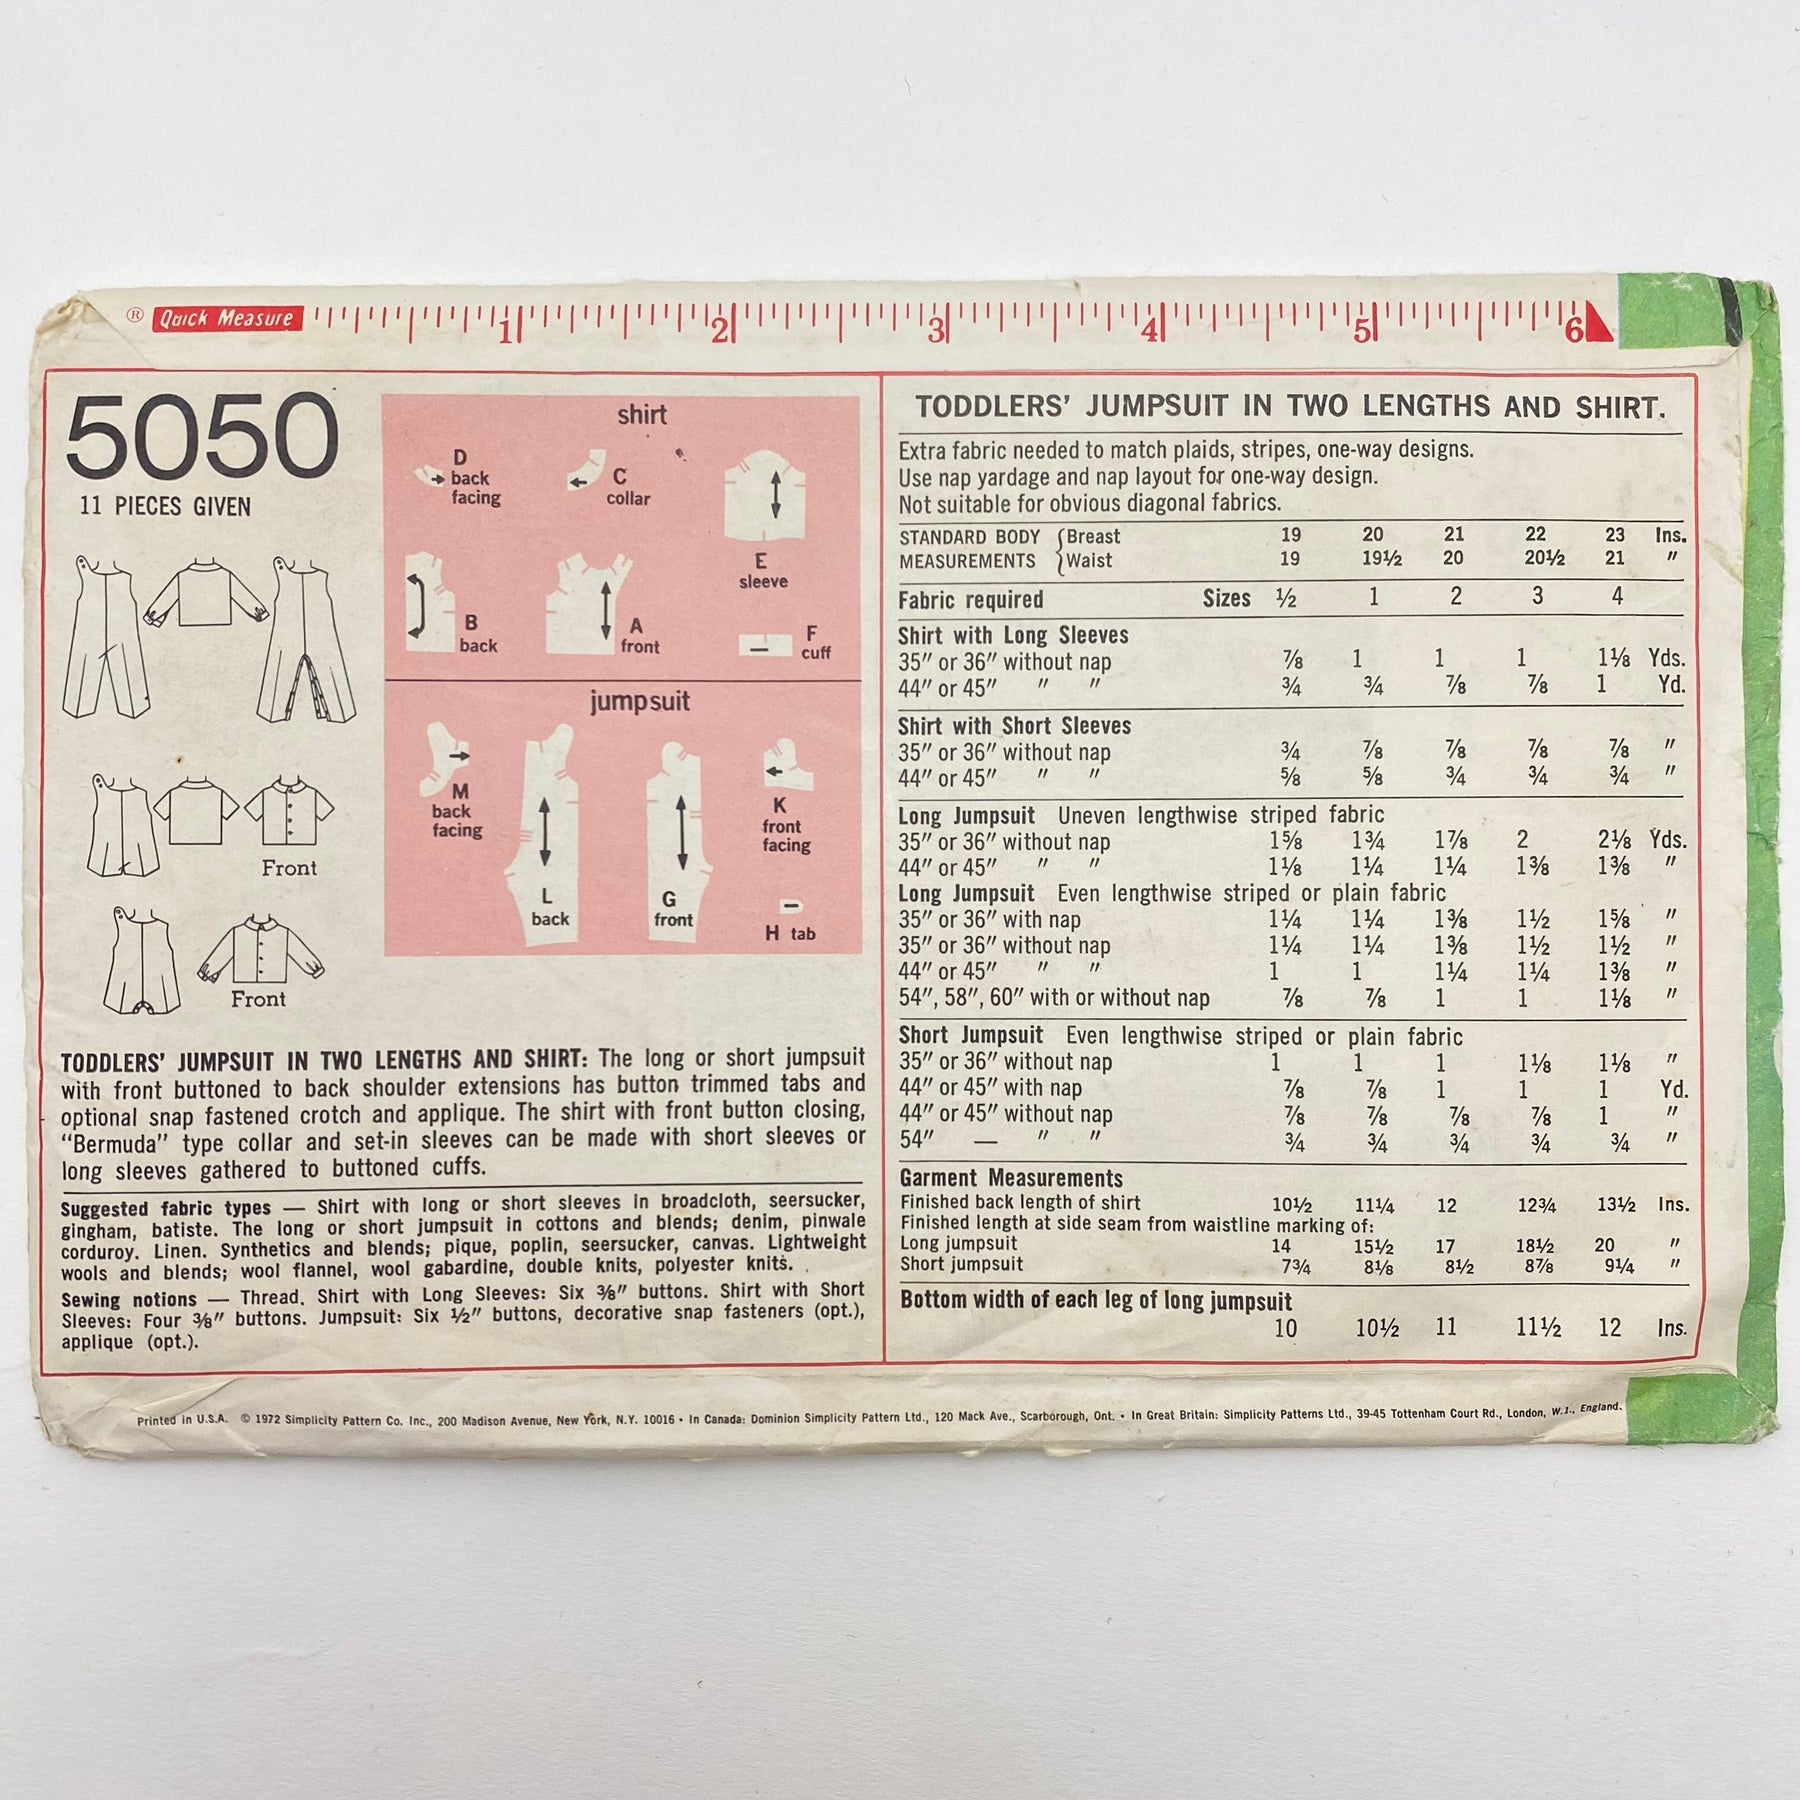 ® Quick Measure 1 2 3 4 5 6
5050
11 PIECES GIVEN
Front
Front
shirt
D
back
facing
C
collar
E
sleeve
B
back
A
front
F
cuff
jumpsuit
M
back
facing
L
back
G
front
K
front
facing
H tab
TODDLERS' JUMPSUIT IN TWO LENGTHS AND SHIRT: The long or short jumpsuit
with front buttoned to back shoulder extensions has button trimmed tabs and
optional snap fastened crotch and applique. The shirt with front button closing,
"Bermuda" type collar and set-in sleeves can be made with short sleeves or
long sleeves gathered to buttoned cuffs.
Suggested fabric types — Shirt with long or short sleeves in broadcloth, seersucker,
gingham, batiste. The long or short jumpsuit in cottons and blends; denim, pinwale
corduroy. Linen. Synthetics and blends; pique, poplin, seersucker, canvas. Lightweight
wools and blends; wool flannel, wool gabardine, double knits, polyester knits.
Sewing notions — Thread. Shirt with Long Sleeves: Six ⅜" buttons. Shirt with Short
Sleeves: Four ⅜" buttons. Jumpsuit: Six ½" buttons, decorative snap fasteners (opt.),
applique (opt.).
TODDLERS' JUMPSUIT IN TWO LENGTHS AND SHIRT.
Extra fabric needed to match plaids, stripes, one-way designs.
Use nap yardage and nap layout for one-way design.
Not suitable for obvious diagonal fabrics.
STANDARD BODY { Breast 19 20 21 22 23 Ins.
MEASUREMENTS { Waist 19 19½ 20 20½ 21 "
Fabric required Sizes ½ 1 2 3 4
Shirt with Long Sleeves
35" or 36" without nap ⅞ 1 1 1 1⅛ Yds.
44" or 45" " " ¾ ¾ ⅞ ⅞ 1 Yd.
Shirt with Short Sleeves
35" or 36" without nap ¾ ⅞ ⅞ ⅞ ⅞ "
44" or 45" " " ⅝ ⅝ ¾ ¾ ¾ "
Long Jumpsuit Uneven lengthwise striped fabric
35" or 36" without nap 1⅝ 1¾ 1⅞ 2 2⅛ Yds.
44" or 45" " " 1⅛ 1¼ 1¼ 1⅜ 1⅜ "
Long Jumpsuit Even lengthwise striped or plain fabric
35" or 36" with nap 1¼ 1¼ 1⅜ 1½ 1⅝ "
35" or 36" without nap 1¼ 1¼ 1⅜ 1½ 1½ "
44" or 45" " " 1 1 1¼ 1¼ 1⅜ "
54", 58", 60" with or without nap ⅞ ⅞ 1 1 1⅛ "
Short Jumpsuit Even lengthwise striped or plain fabric
35" or 36" without nap 1 1 1 1⅛ 1⅛ "
44" or 45" with nap ⅞ ⅞ 1 1 1 Yd.
44" or 45" without nap ⅞ ⅞ ⅞ ⅞ 1 "
54" — " " ¾ ¾ ¾ ¾ ¾ "
Garment Measurements
Finished back length of shirt 10½ 11¼ 12 12¾ 13½ Ins.
Finished length at side seam from waistline marking of:
Long jumpsuit 14 15½ 17 18½ 20 "
Short jumpsuit 7¾ 8⅛ 8½ 8⅞ 9¼ "
Bottom width of each leg of long jumpsuit
10 10½ 11 11½ 12 Ins.
Printed in U.S.A. © 1972 Simplicity Pattern Co. Inc., 200 Madison Avenue, New York, N.Y. 10016 • In Canada: Dominion Simplicity Pattern Ltd., 120 Mack Ave., Scarborough, Ont. • In Great Britain: Simplicity Patterns Ltd., 39-45 Tottenham Court Rd., London, W.1., England.